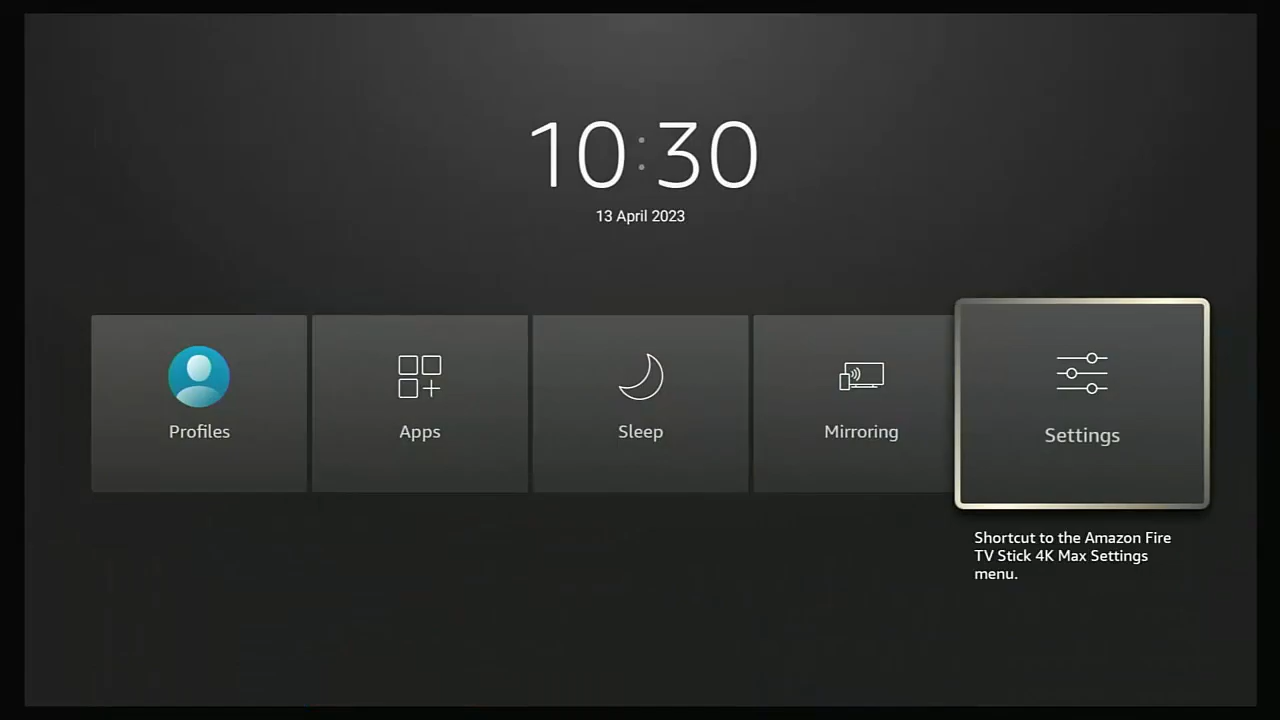 10:30
13 April 2023
Profiles
Apps
Sleep
Mirroring
Settings
Shortcut to the Amazon Fire
TV Stick 4K Max Settings
menu.